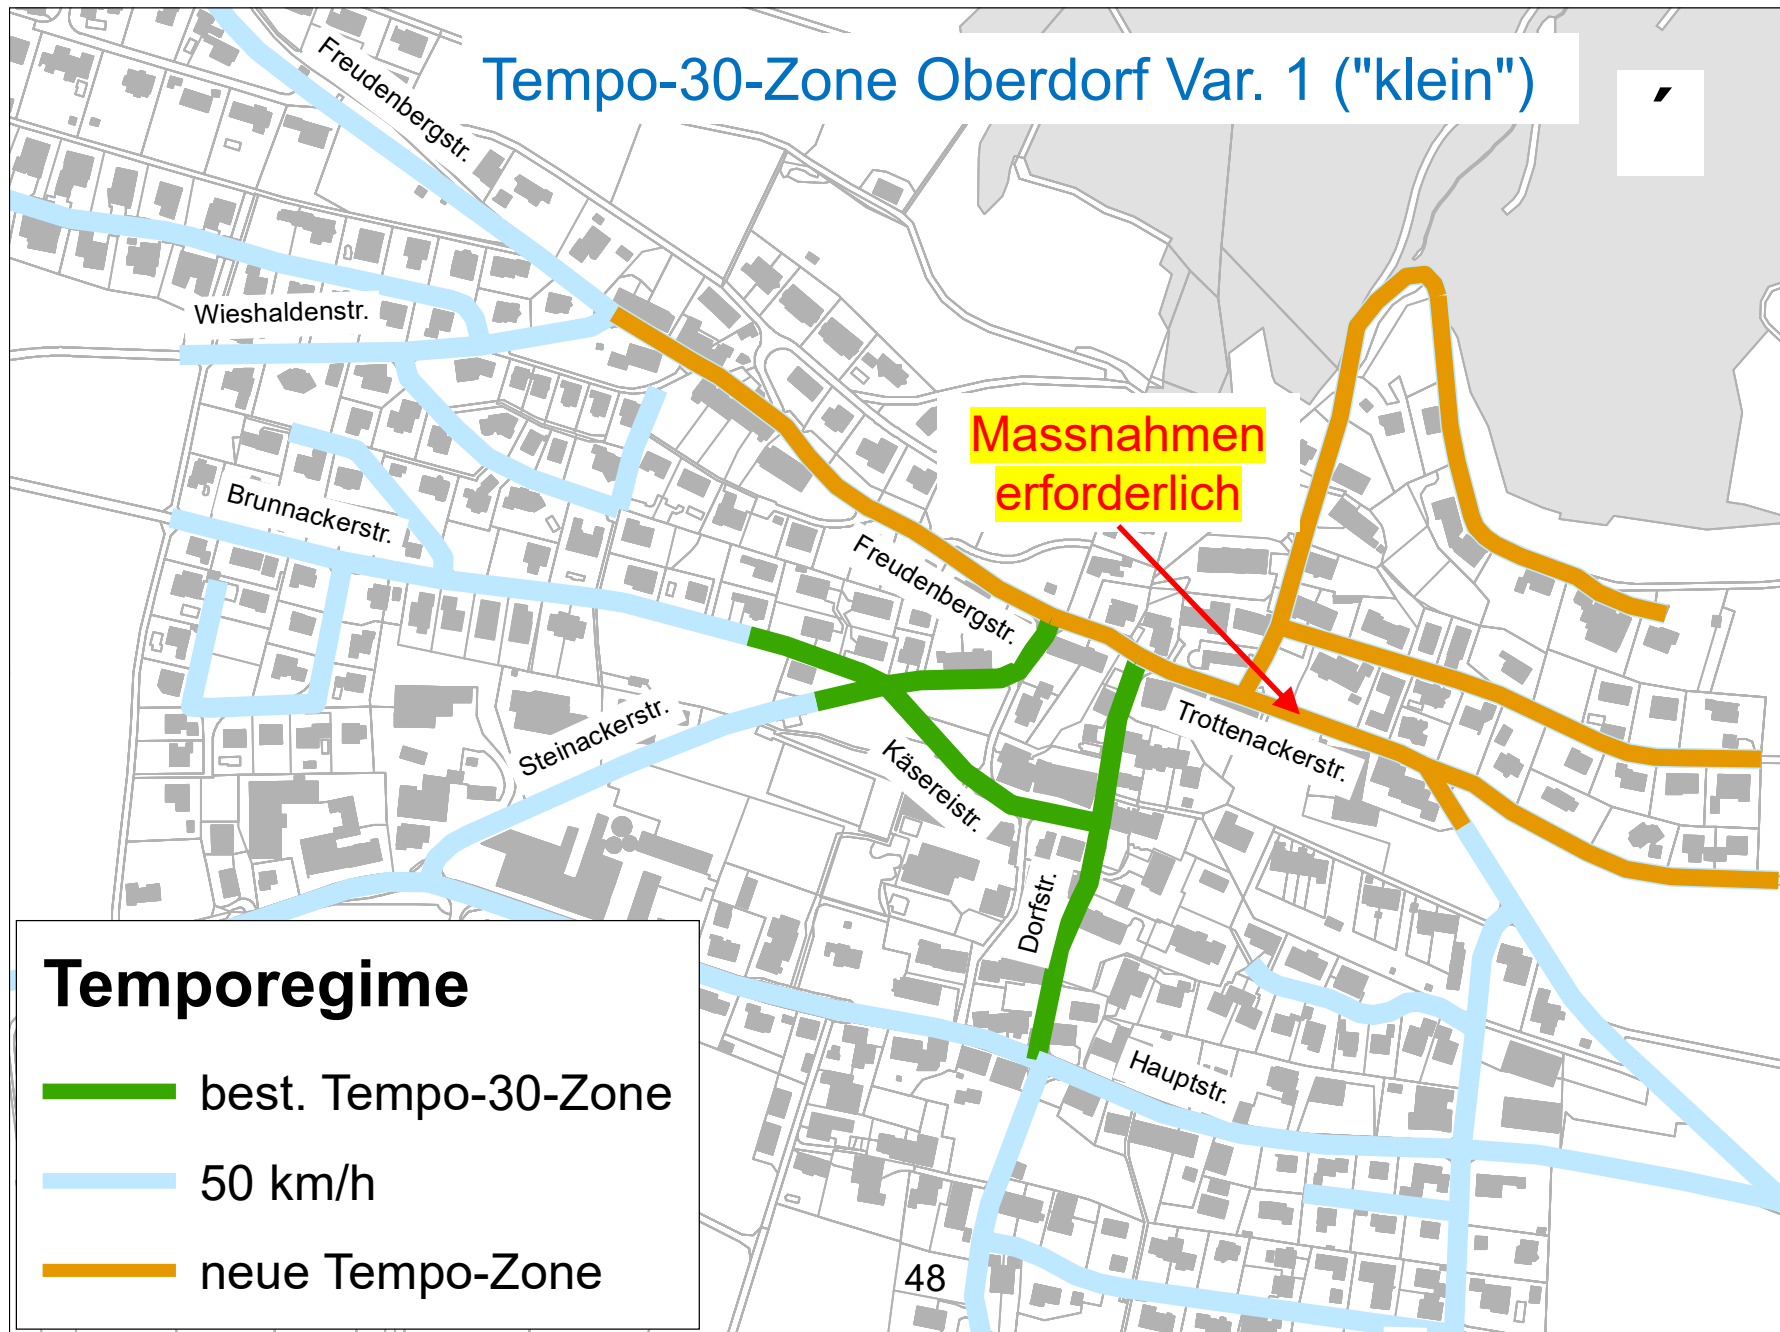 Tempo-30-Zone Oberdorf Var. 1 ("klein")
Freudenbergstr.
Wieshaldenstr.
Massnahmen
erforderlich
Brunnackerstr.
Freudenbergstr.
Steinackerstr.
Trottenackerstr.
Käsereistr.
Dorfstr.
Hauptstr.
48
Temporegime
best. Tempo-30-Zone
50 km/h
neue Tempo-Zone